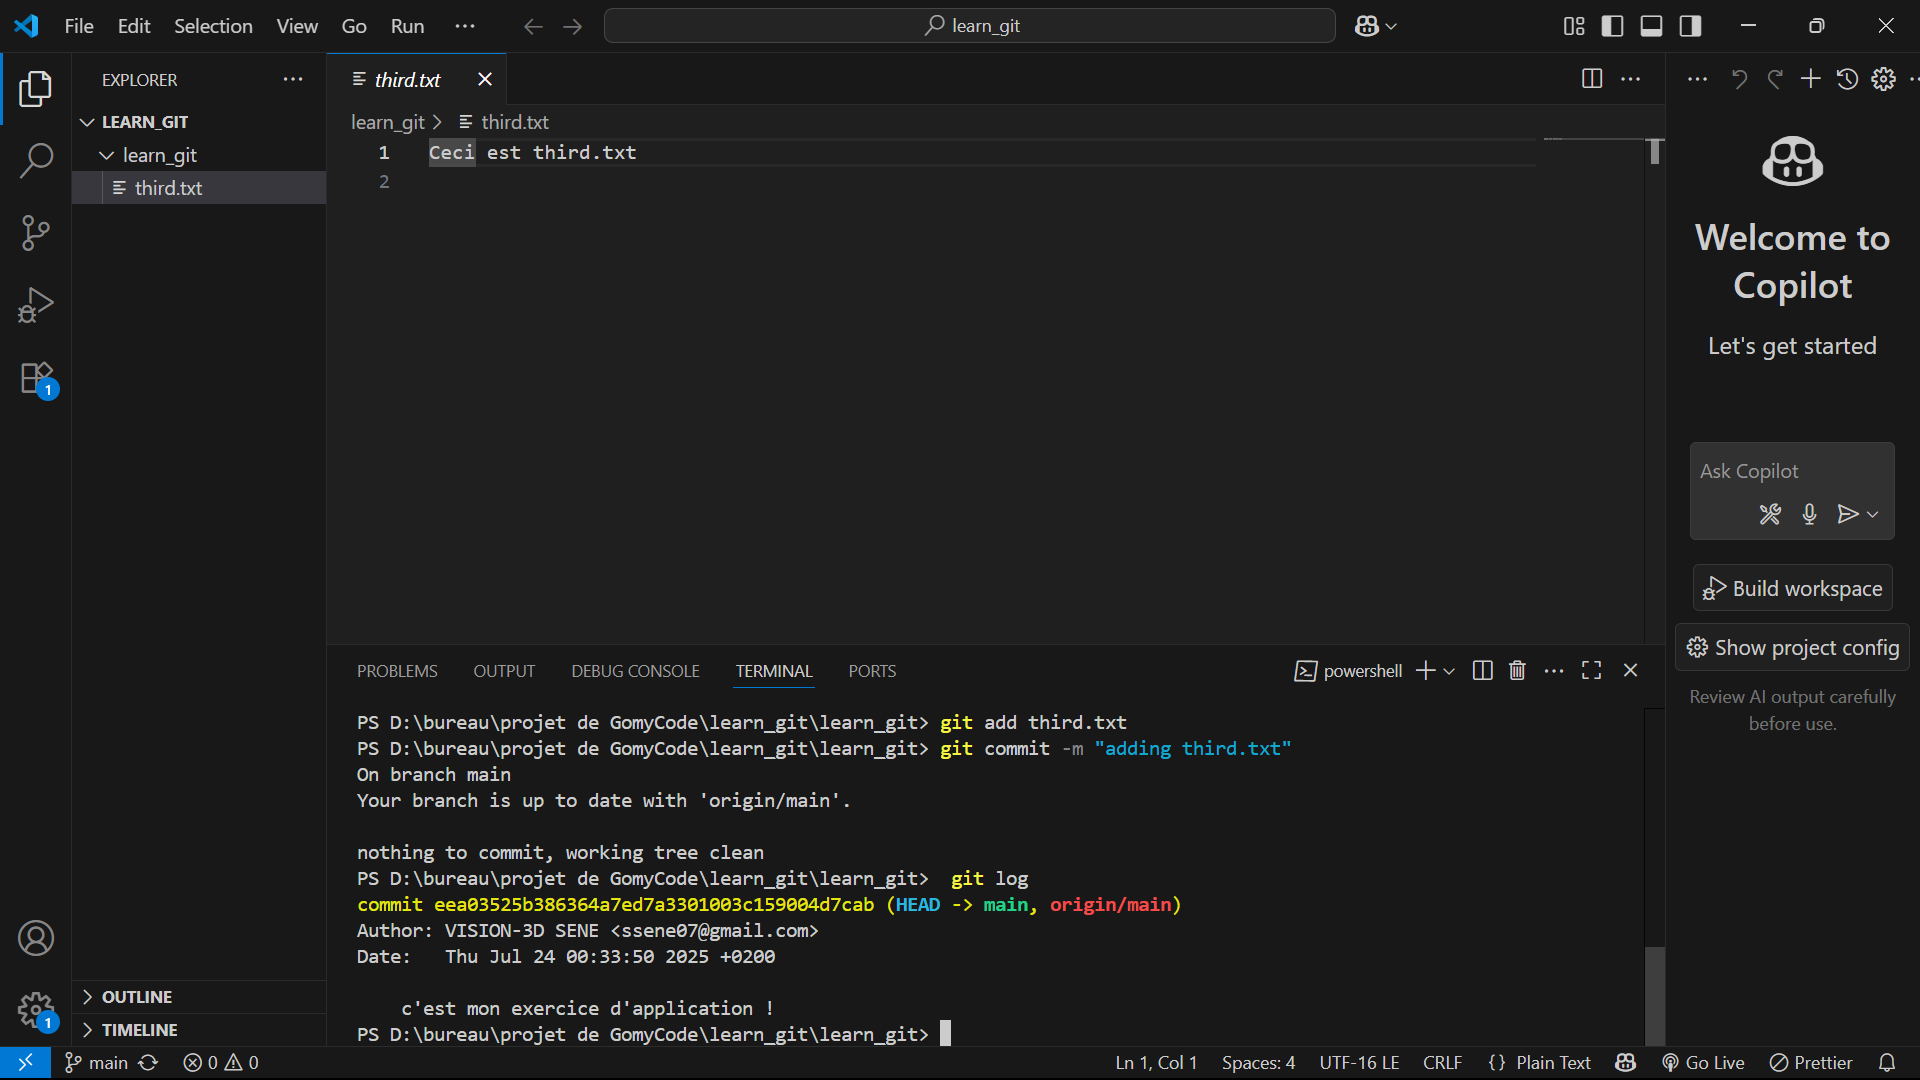 File Edit Selection View Go Run ··· learn_git
EXPLORER ···
LEARN_GIT
learn_git
third.txt
third.txt
learn_git > third.txt
1 Ceci est third.txt
2
Welcome to
Copilot
Let's get started
Ask Copilot
Build workspace
Show project config
Review AI output carefully
before use.
PROBLEMS OUTPUT DEBUG CONSOLE TERMINAL PORTS powershell
PS D:\bureau\projet de GomyCode\learn_git\learn_git> git add third.txt
PS D:\bureau\projet de GomyCode\learn_git\learn_git> git commit -m "adding third.txt"
On branch main
Your branch is up to date with 'origin/main'.
nothing to commit, working tree clean
PS D:\bureau\projet de GomyCode\learn_git\learn_git>  git log
commit eea03525b386364a7ed7a3301003c159004d7cab (HEAD -> main, origin/main)
Author: VISION-3D SENE <ssene07@gmail.com>
Date:   Thu Jul 24 00:33:50 2025 +0200
    c'est mon exercice d'application !
PS D:\bureau\projet de GomyCode\learn_git\learn_git>
1
1
OUTLINE
TIMELINE
main 0 0 Ln 1, Col 1 Spaces: 4 UTF-16 LE CRLF {} Plain Text Go Live Prettier